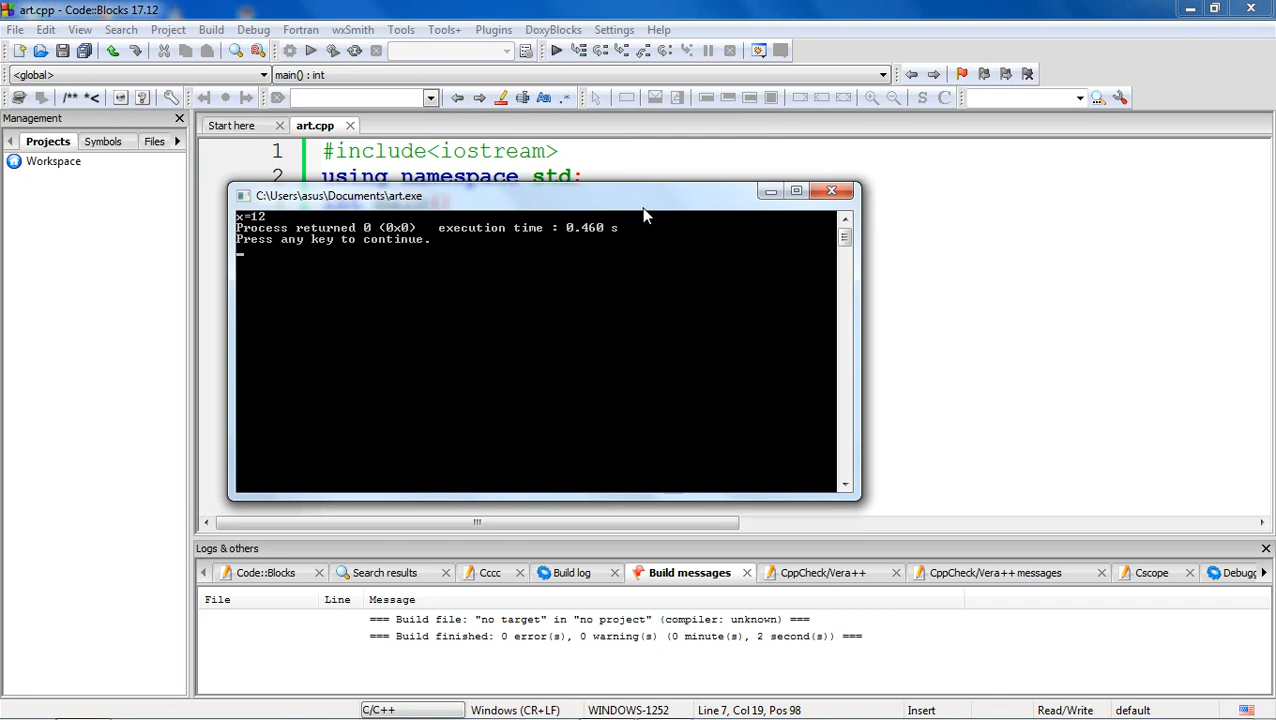 art.cpp - Code::Blocks 17.12
File Edit View Search Project Build Debug Fortran wxSmith Tools Tools+ Plugins DoxyBlocks Settings Help
<global> main() : int
/** *<
Management
Projects Symbols Files
Workspace
Start here art.cpp
1 #include<iostream>
2 using namespace std;
C:\Users\asus\Documents\art.exe
x=12
Process returned 0 (0x0) execution time : 0.460 s
Press any key to continue.
Logs & others
Code::Blocks Search results Cccc Build log Build messages CppCheck/Vera++ CppCheck/Vera++ messages Cscope
File Line Message
=== Build file: "no target" in "no project" (compiler: unknown) ===
=== Build finished: 0 error(s), 0 warning(s) (0 minute(s), 2 second(s)) ===
C/C++ Windows (CR+LF) WINDOWS-1252 Line 7, Col 19, Pos 98 Insert Read/Write default